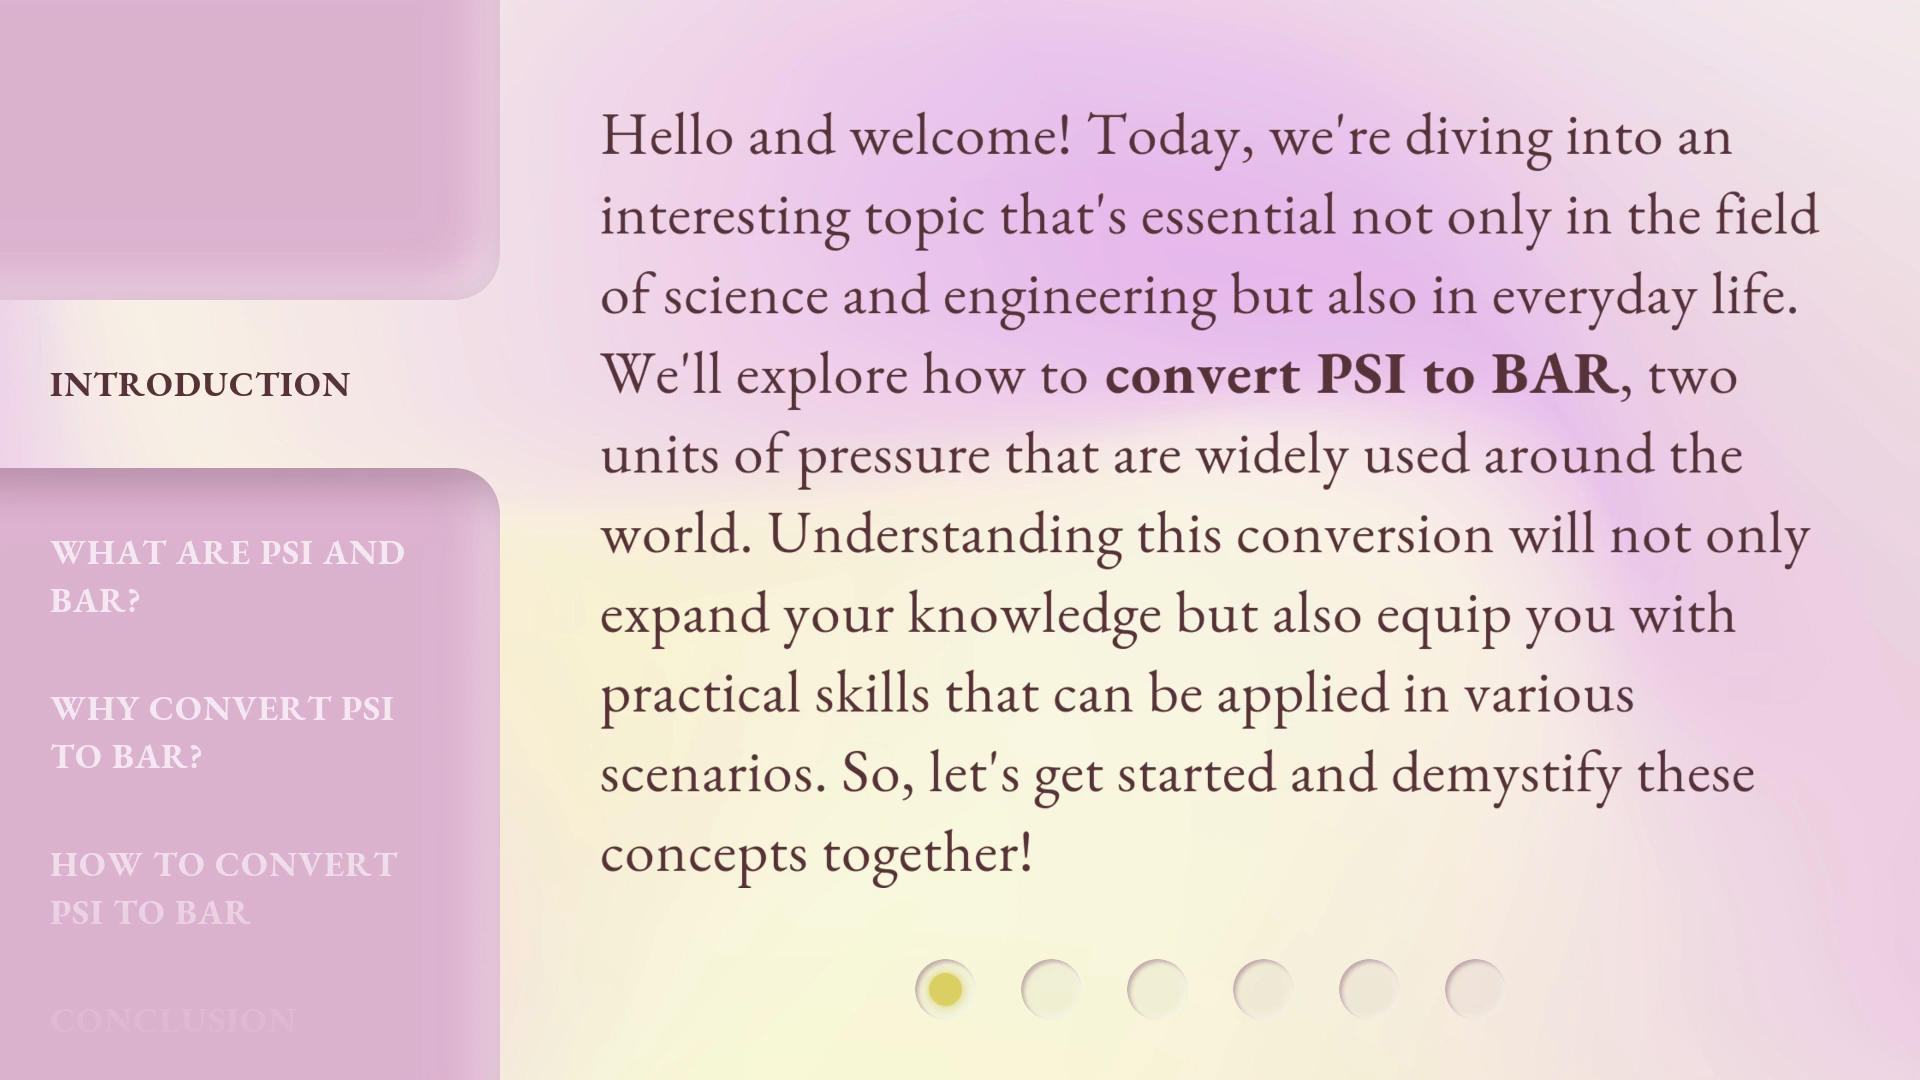 INTRODUCTION
WHAT ARE PSI AND
BAR?
WHY CONVERT PSI
TO BAR?
HOW TO CONVERT
PSI TO BAR
CONCLUSION
Hello and welcome! Today, we're diving into an
interesting topic that's essential not only in the field
of science and engineering but also in everyday life.
We'll explore how to convert PSI to BAR, two
units of pressure that are widely used around the
world. Understanding this conversion will not only
expand your knowledge but also equip you with
practical skills that can be applied in various
scenarios. So, let's get started and demystify these
concepts together!